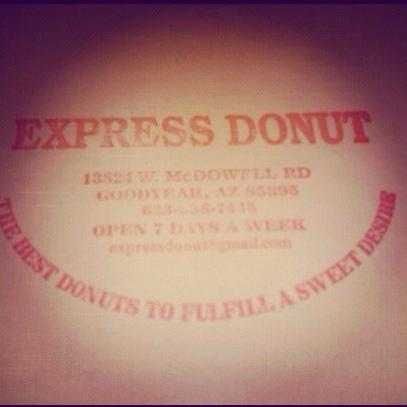 EXPRESS DONUT
13824 W. McDOWELL RD
GOODYEAR, AZ
OPEN 7 DAYS A WEEK
expressdonut@gmail.com
THE BEST DONUTS TO FULFILL A SWEET DESIRE